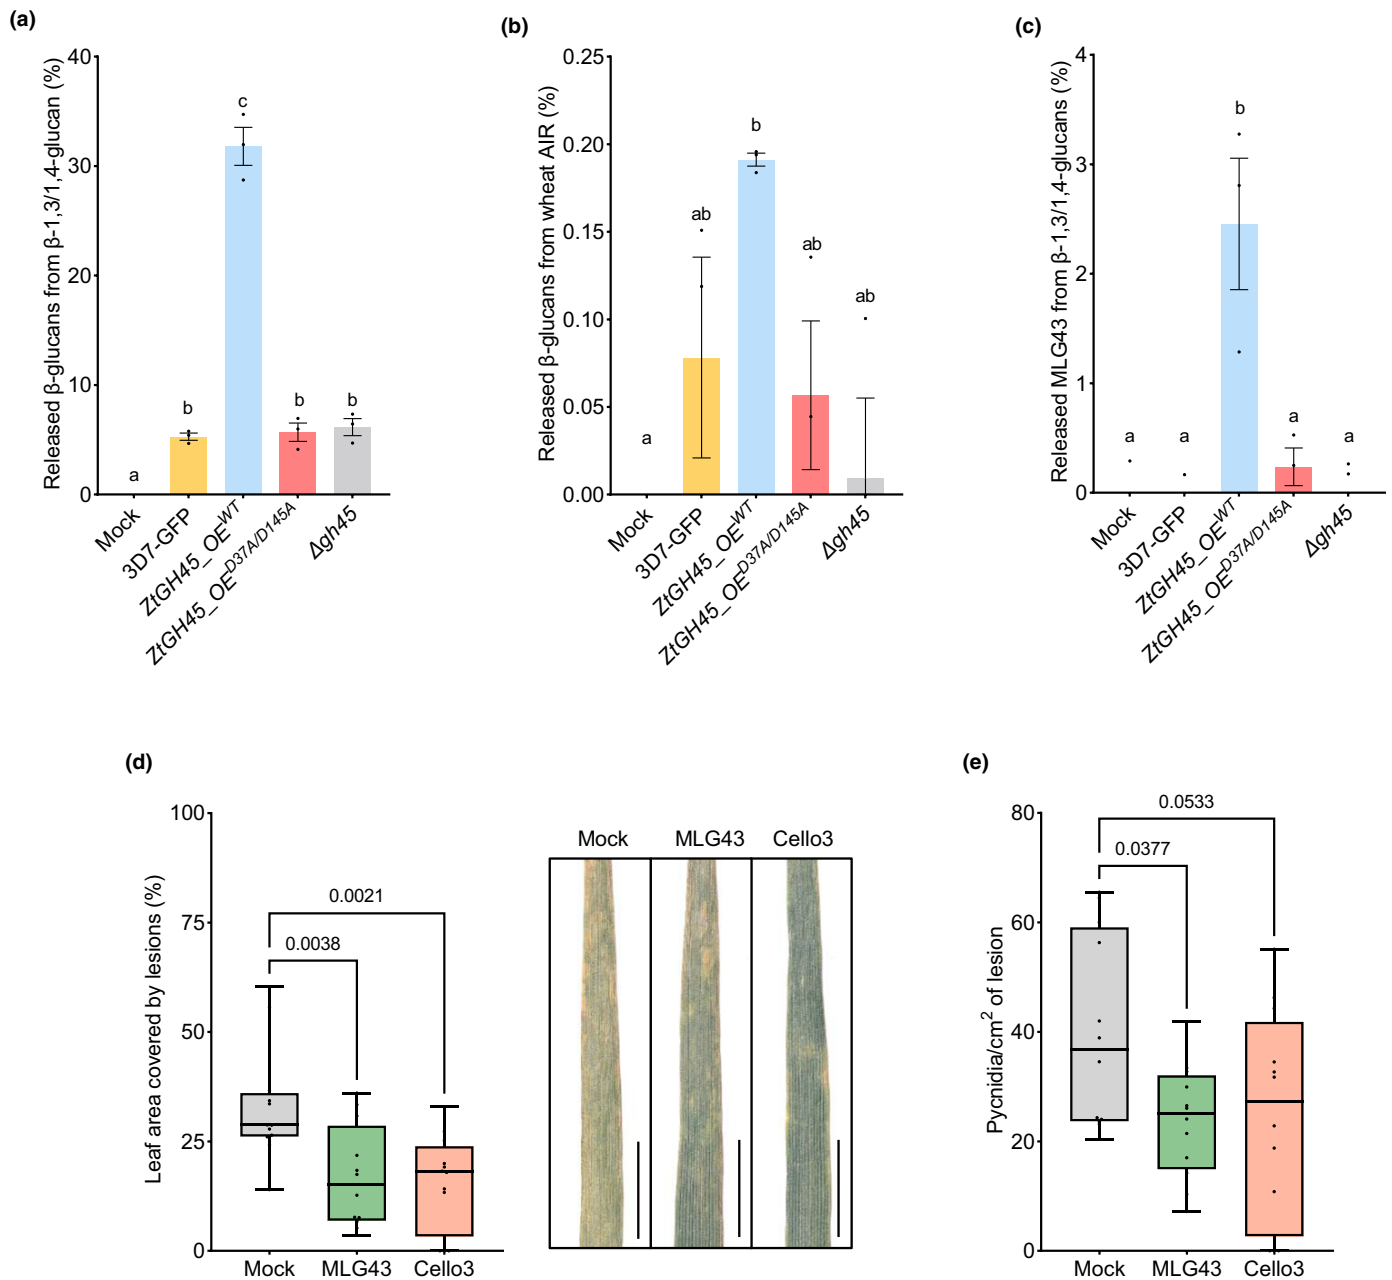 (a)
Released β-glucans from β-1,3/1,4-glucan (%)
40
30
20
10
0
a
b
c
b
b
Mock
3D7-GFP
ZtGH45_OE^WT
ZtGH45_OE^D37A/D145A
Δgh45
(b)
Released β-glucans from wheat AIR (%)
0.25
0.20
0.15
0.10
0.05
0.00
a
ab
b
ab
ab
Mock
3D7-GFP
ZtGH45_OE^WT
ZtGH45_OE^D37A/D145A
Δgh45
(c)
Released MLG43 from β-1,3/1,4-glucans (%)
4
3
2
1
0
a
a
b
a
a
Mock
3D7-GFP
ZtGH45_OE^WT
ZtGH45_OE^D37A/D145A
Δgh45
(d)
Leaf area covered by lesions (%)
100
75
50
25
0
0.0021
0.0038
Mock
MLG43
Cello3
Mock
MLG43
Cello3
(e)
Pycnidia/cm² of lesion
80
60
40
20
0
0.0533
0.0377
Mock
MLG43
Cello3